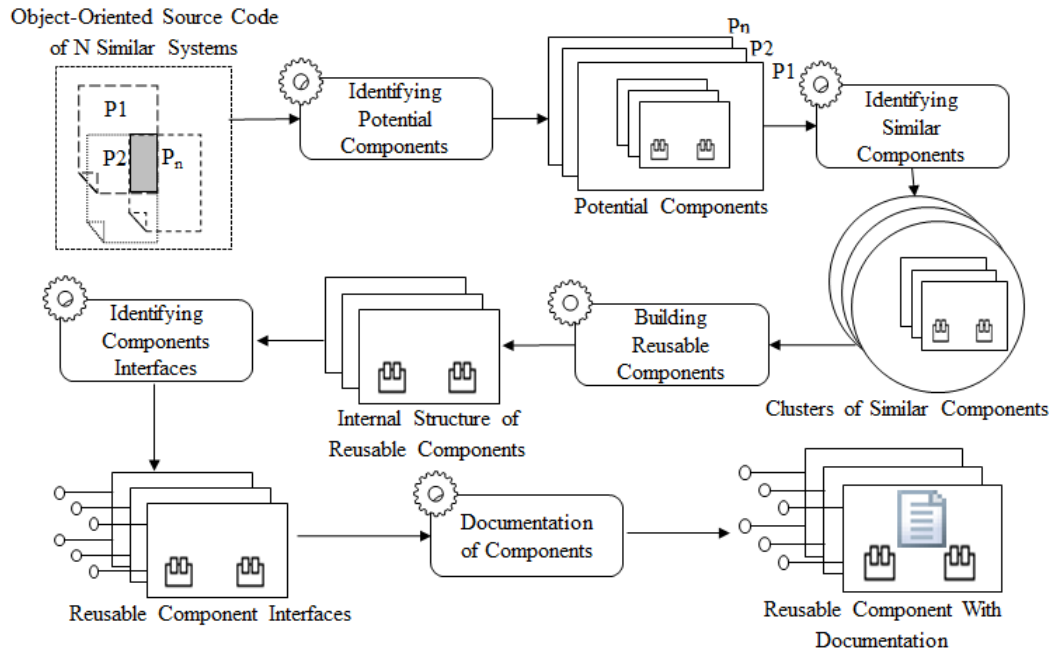 Object-Oriented Source Code
of N Similar Systems
P1
P2
Pn
Identifying
Potential
Components
Pn
P2
P1
Potential Components
Identifying
Similar
Components
Clusters of Similar Components
Building
Reusable
Components
Internal Structure of
Reusable Components
Identifying
Components
Interfaces
Reusable Component Interfaces
Documentation
of Components
Reusable Component With
Documentation